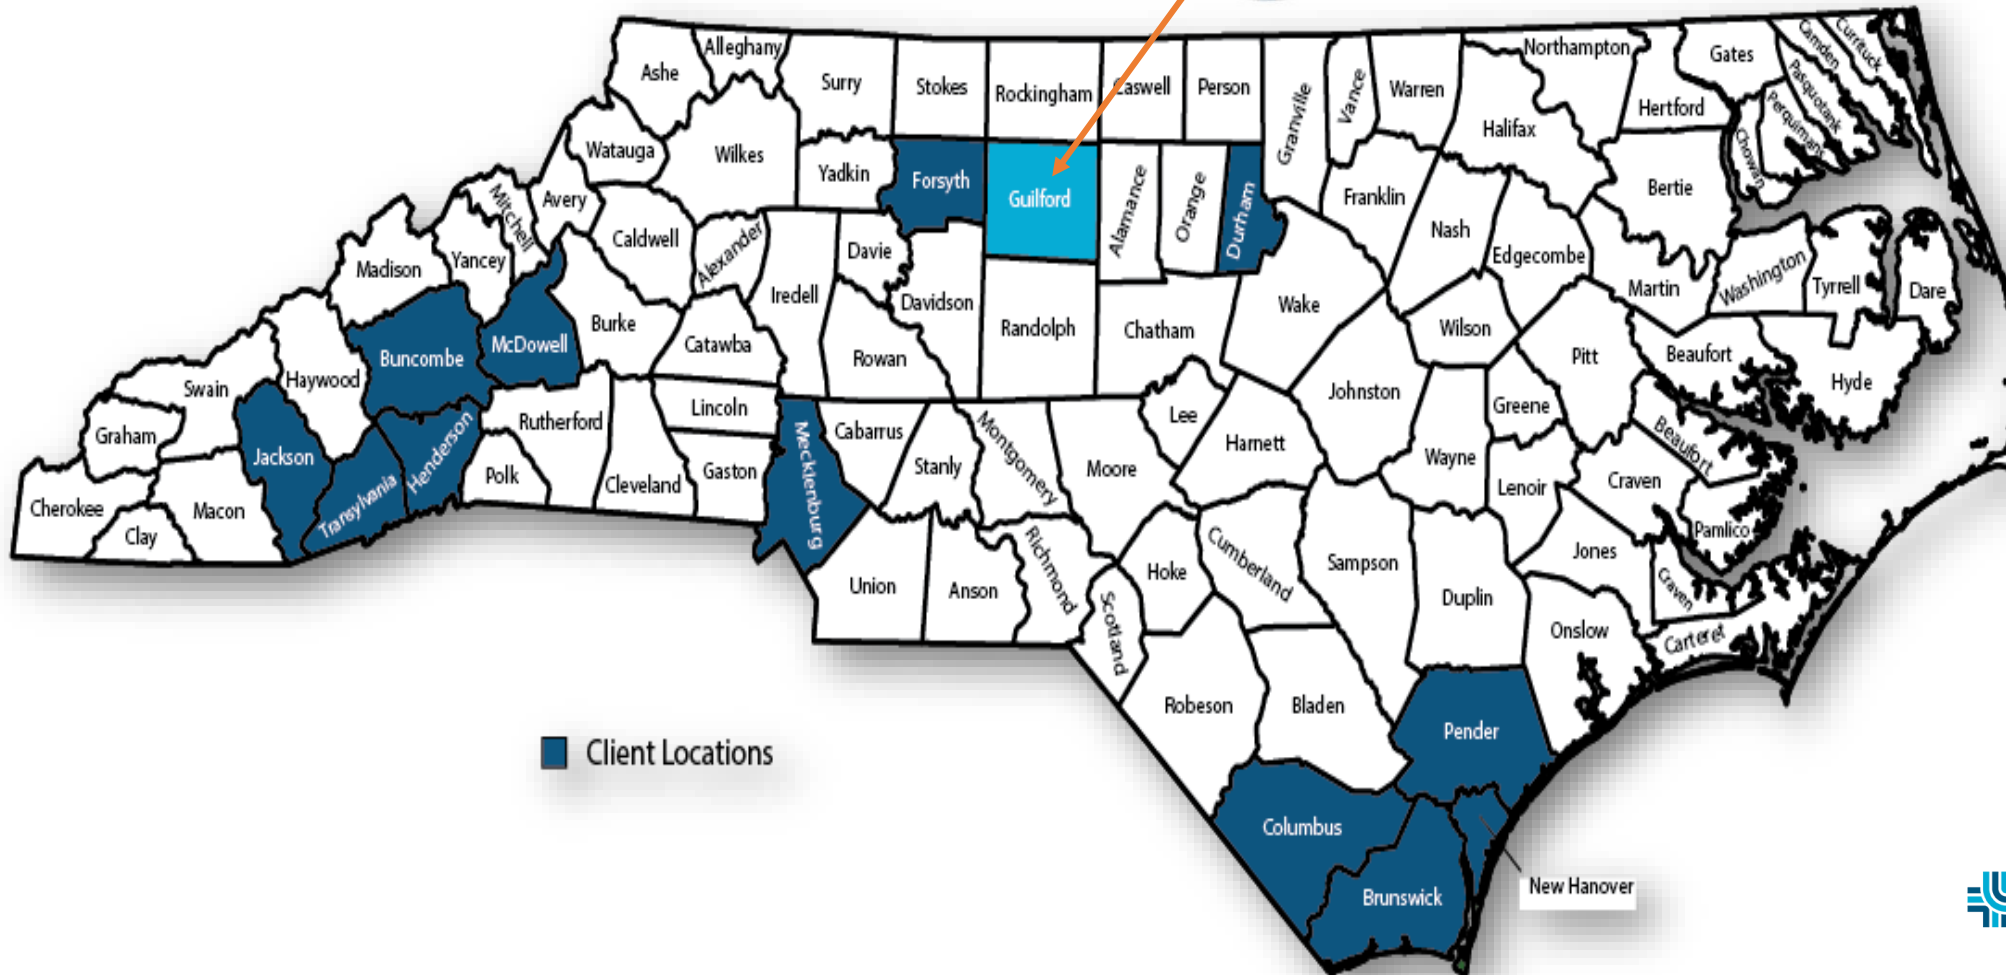 Alleghany
Ashe
Surry
Stokes
Rockingham
Caswell
Person
Granville
Vance
Warren
Northampton
Gates
Camden
Currituck
Pasquotank
Perquimans
Chowan
Hertford
Halifax
Watauga
Wilkes
Yadkin
Forsyth
Guilford
Alamance
Orange
Durham
Franklin
Nash
Edgecombe
Bertie
Mitchell
Avery
Caldwell
Alexander
Davie
Iredell
Davidson
Madison
Yancey
Wake
Martin
Washington
Tyrrell
Dare
Buncombe
McDowell
Burke
Catawba
Rowan
Randolph
Chatham
Wilson
Pitt
Beaufort
Hyde
Swain
Haywood
Rutherford
Lincoln
Cabarrus
Montgomery
Lee
Johnston
Greene
Graham
Jackson
Transylvania
Henderson
Polk
Cleveland
Gaston
Mecklenburg
Stanly
Moore
Harnett
Wayne
Lenoir
Craven
Beaufort
Pamlico
Cherokee
Clay
Macon
Union
Anson
Richmond
Scotland
Hoke
Cumberland
Sampson
Duplin
Jones
Craven
Onslow
Carteret
Robeson
Bladen
Pender
Columbus
Brunswick
New Hanover
Client Locations